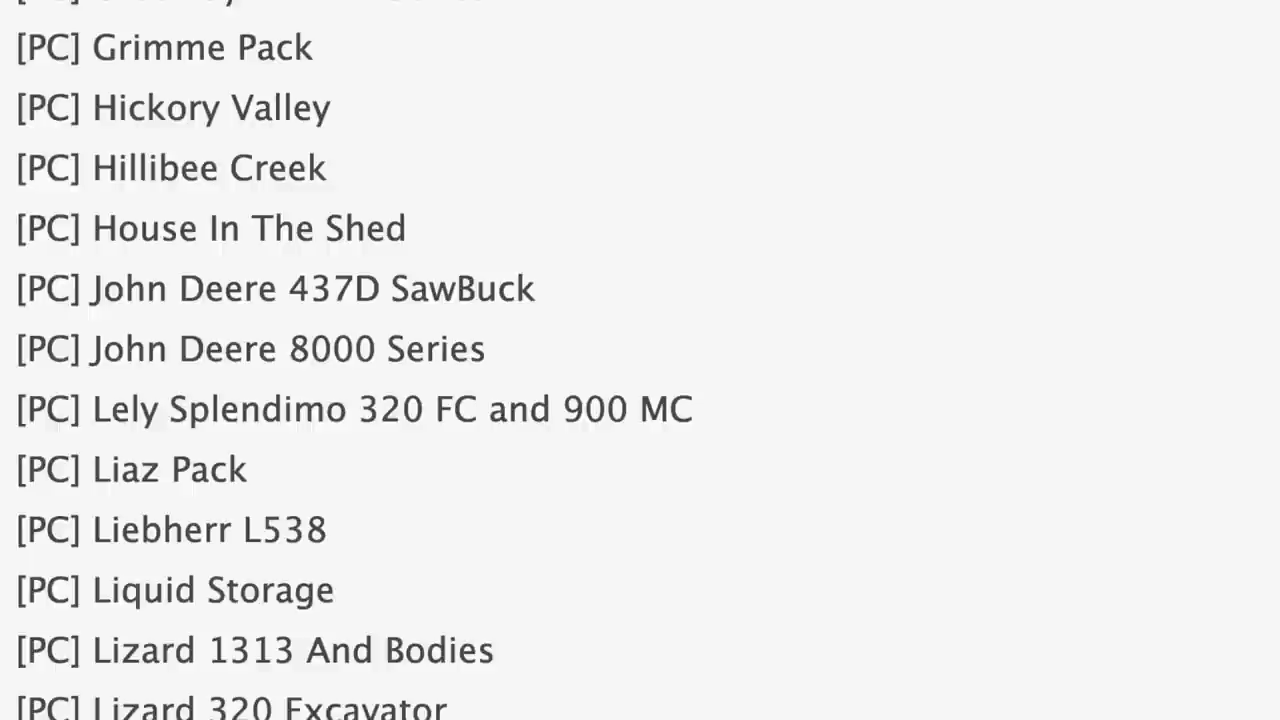 [PC] Grimme Pack
[PC] Hickory Valley
[PC] Hillibee Creek
[PC] House In The Shed
[PC] John Deere 437D SawBuck
[PC] John Deere 8000 Series
[PC] Lely Splendimo 320 FC and 900 MC
[PC] Liaz Pack
[PC] Liebherr L538
[PC] Liquid Storage
[PC] Lizard 1313 And Bodies
[PC] Lizard 320 Excavator